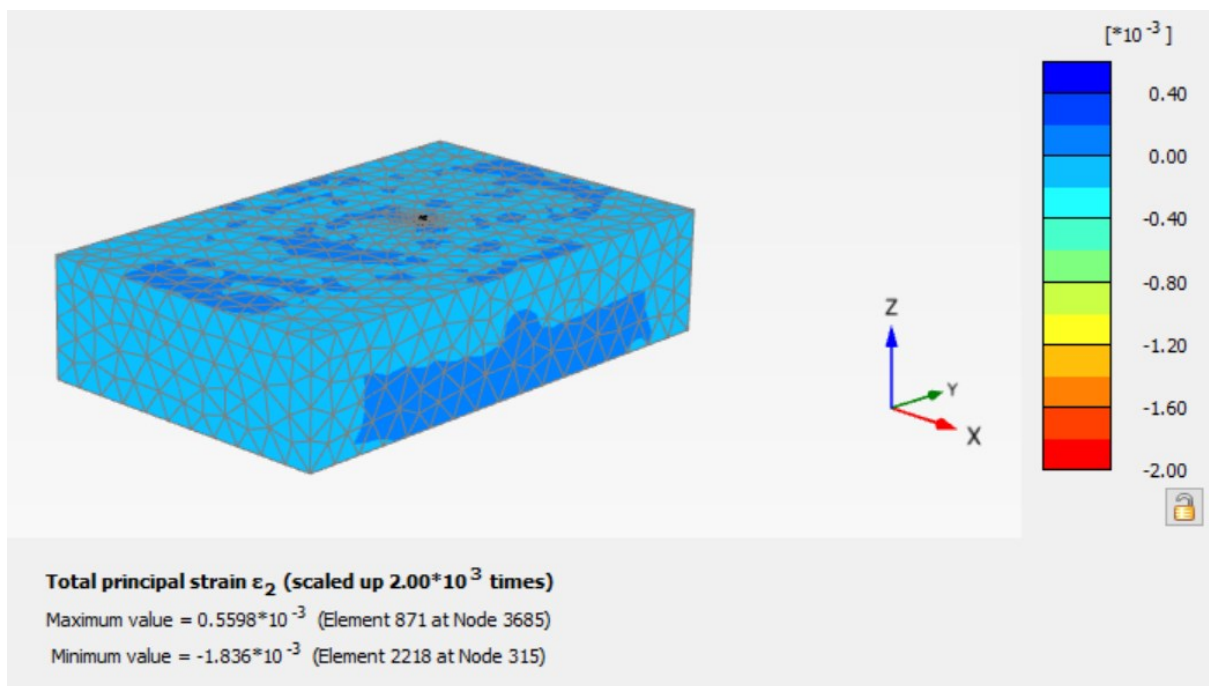 [*10 -3 ]
0.40
0.00
-0.40
-0.80
-1.20
-1.60
-2.00
Z
Y
X
Total principal strain ε2 (scaled up 2.00*10 3 times)
Maximum value = 0.5598*10 -3 (Element 871 at Node 3685)
Minimum value = -1.836*10 -3 (Element 2218 at Node 315)